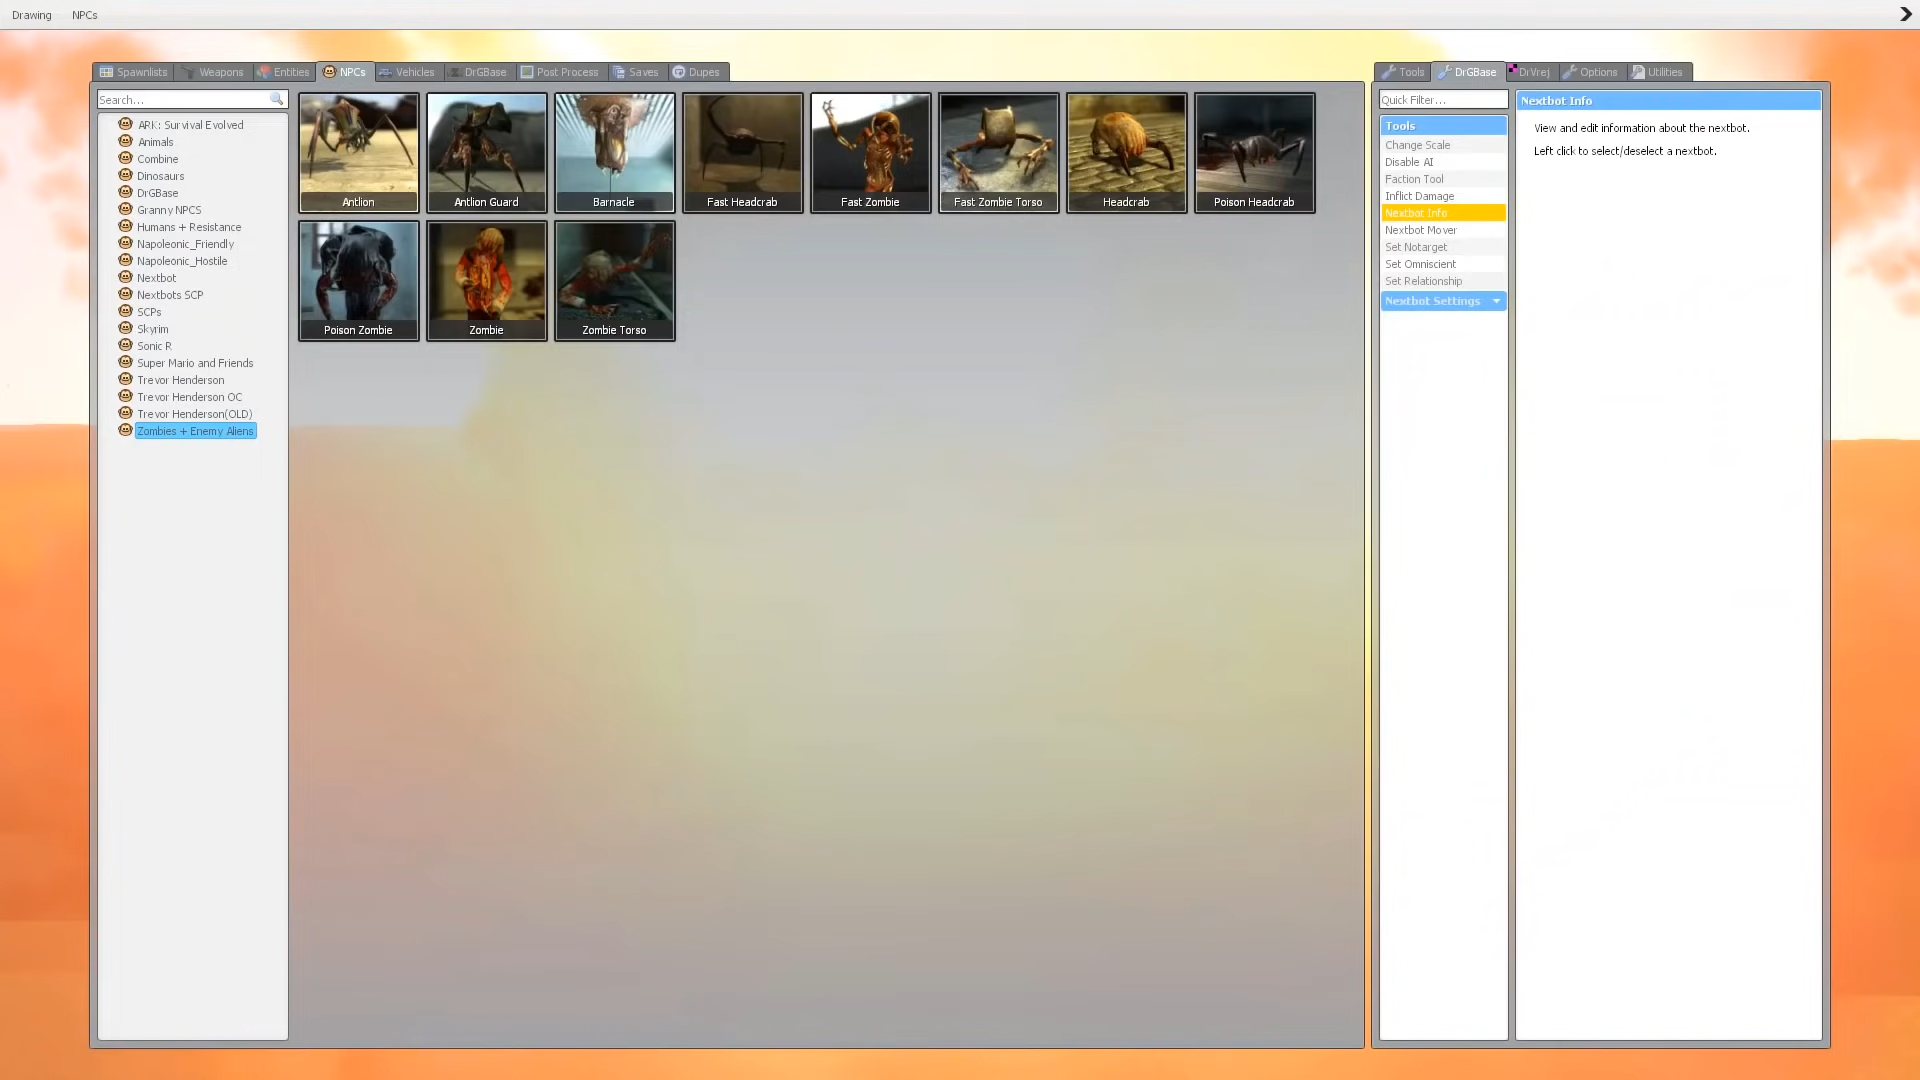 Drawing NPCs
Spawnlists Weapons Entities NPCs Vehicles DrGBase Post Process Saves Dupes
Search...
ARK: Survival Evolved
Animals
Combine
Dinosaurs
DrGBase
Granny NPCS
Humans + Resistance
Napoleonic_Friendly
Napoleonic_Hostile
Nextbot
Nextbots SCP
SCPs
Skyrim
Sonic R
Super Mario and Friends
Trevor Henderson
Trevor Henderson OC
Trevor Henderson(OLD)
Zombies + Enemy Aliens
Antlion Antlion Guard Barnacle Fast Headcrab Fast Zombie Fast Zombie Torso Headcrab Poison Headcrab
Poison Zombie Zombie Zombie Torso
Tools DrGBase DrVrej Options Utilities
Quick Filter...
Tools
Change Scale
Disable AI
Faction Tool
Inflict Damage
Nextbot Info
Nextbot Mover
Set Notarget
Set Omniscient
Set Relationship
Nextbot Settings
Nextbot Info
View and edit information about the nextbot.
Left click to select/deselect a nextbot.